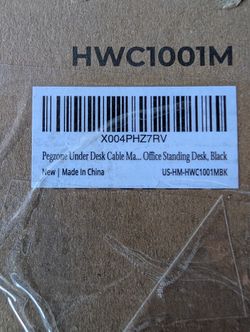 HWC1001M
X004PHZ7RV
Pegzone Under Desk Cable Ma... Office Standing Desk, Black
New | Made In China US-HM-HWC1001MBK